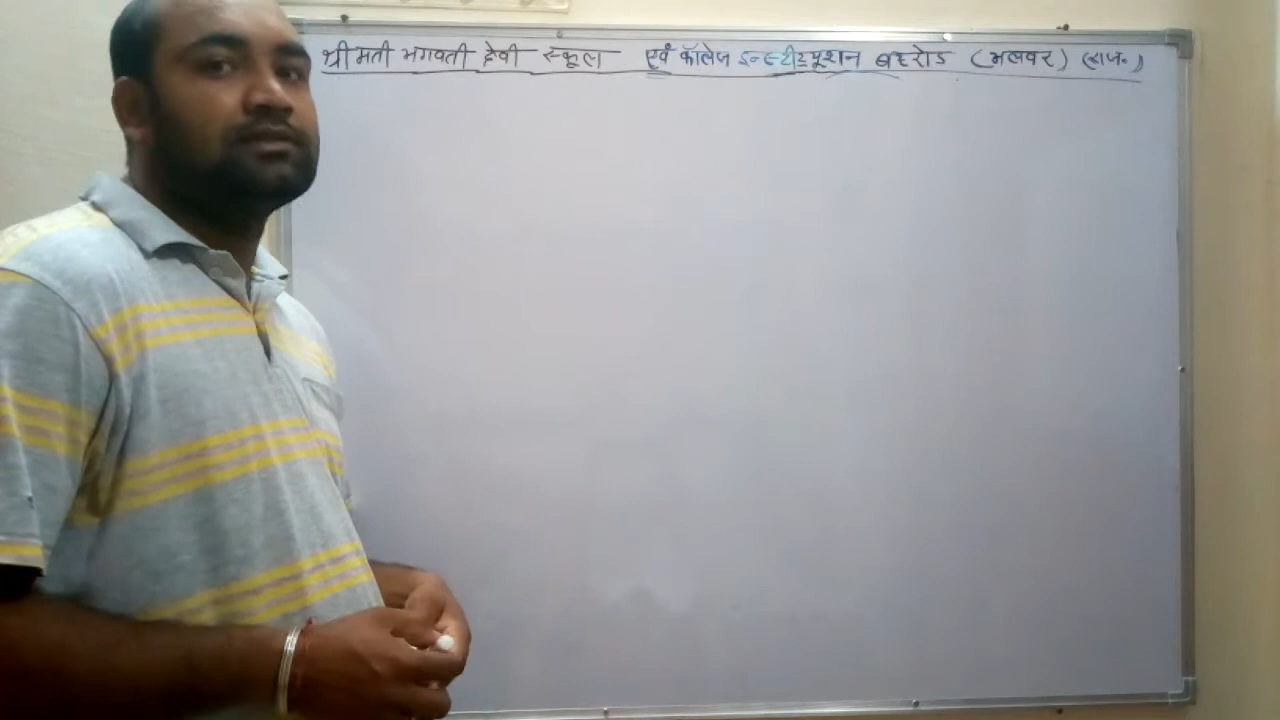 श्रीमती भगवती देवी स्कूल एवं कॉलेज इन्स्टीट्यूशन बहरोड (अलवर) (राज.)